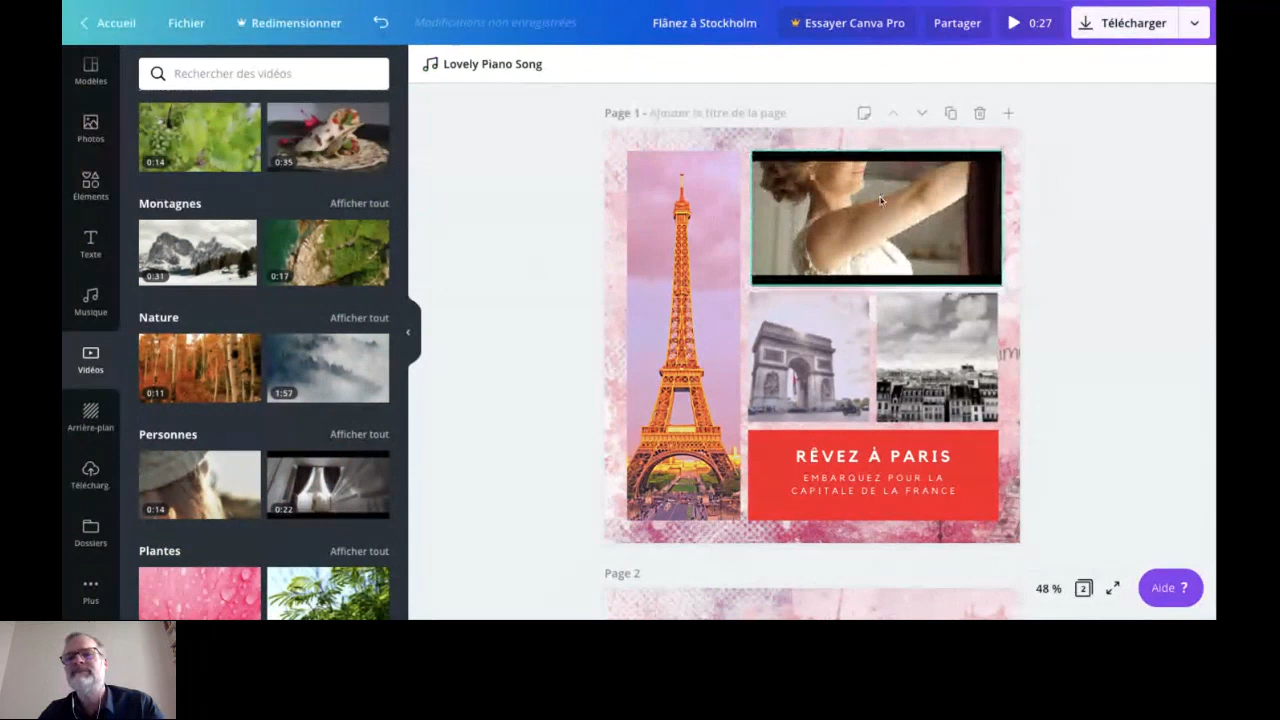 Accueil
Fichier
Redimensionner
Modifications non enregistrées
Flânez à Stockholm
Essayer Canva Pro
Partager
0:27
Télécharger
Modèles
Photos
Éléments
Texte
Musique
Vidéos
Arrière-plan
Télécharg.
Dossiers
Plus
Rechercher des vidéos
0:14
0:35
Montagnes
Afficher tout
0:31
0:17
Nature
Afficher tout
0:11
1:57
Personnes
Afficher tout
0:14
0:22
Plantes
Afficher tout
Lovely Piano Song
Page 1 - Ajouter le titre de la page
RÊVEZ À PARIS
EMBARQUEZ POUR LA
CAPITALE DE LA FRANCE
Page 2
48 %
2
Aide ?